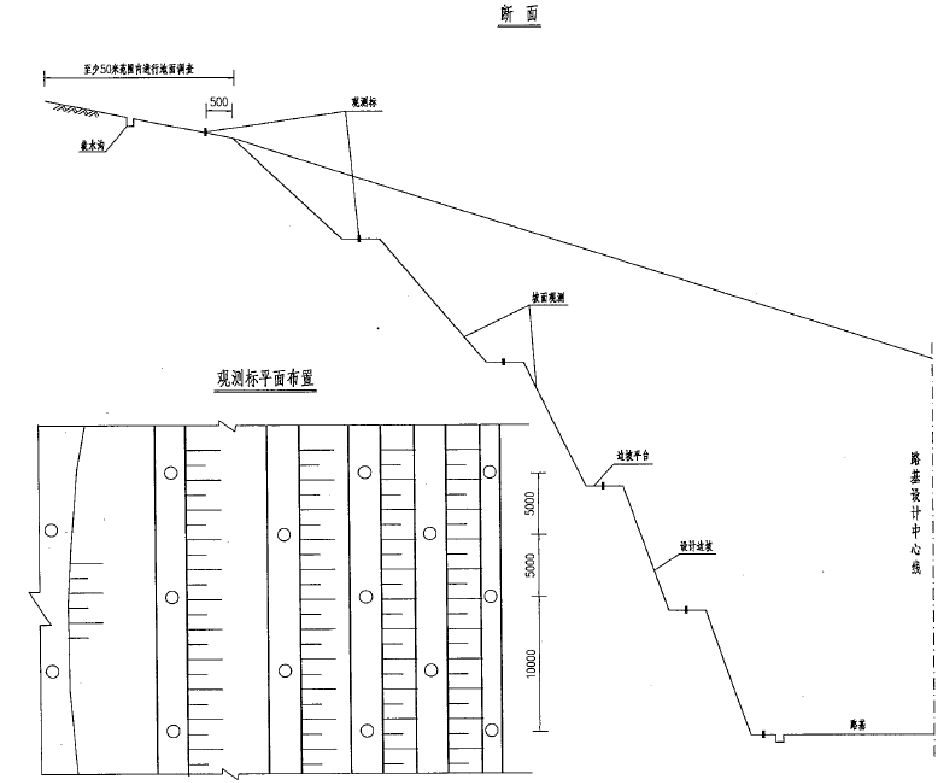 断 面
至少50米范围内进行地面调查
500
观测标
截水沟
坡面观测
观测标平面布置
边坡平台
路基设计中心线
5000
5000
设计边坡
10000
路基